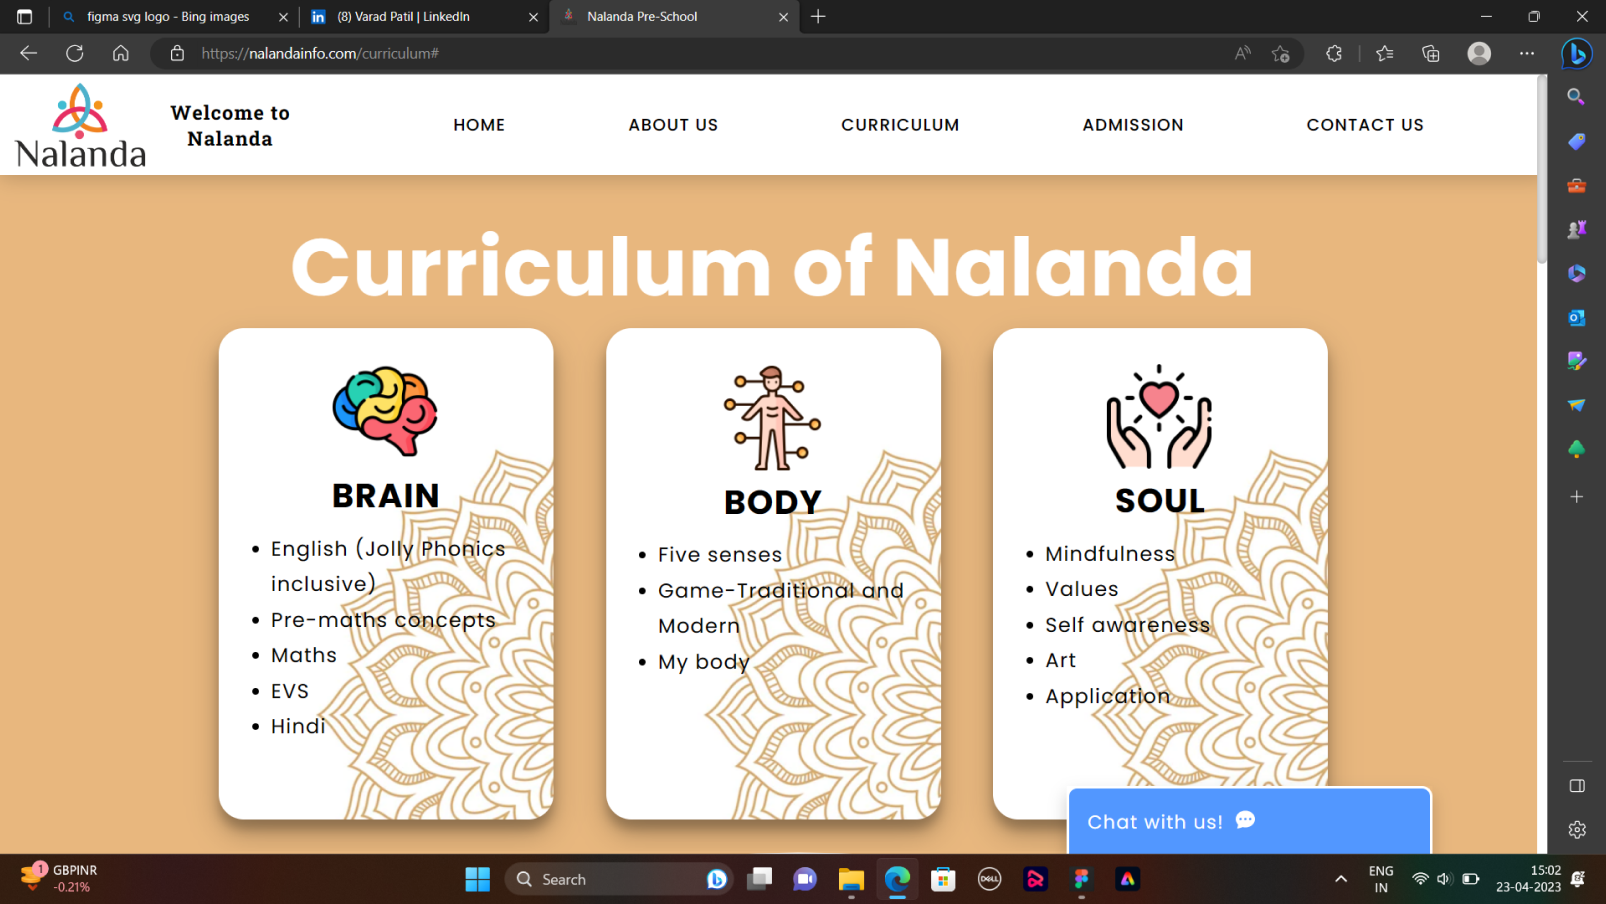 figma svg logo - Bing images
(8) Varad Patil | LinkedIn
Nalanda Pre-School
https://nalandainfo.com/curriculum#
Nalanda
Welcome to
Nalanda
HOME
ABOUT US
CURRICULUM
ADMISSION
CONTACT US
Curriculum of Nalanda
BRAIN
English (Jolly Phonics
inclusive)
Pre-maths concepts
Maths
EVS
Hindi
BODY
Five senses
Game-Traditional and
Modern
My body
SOUL
Mindfulness
Values
Self awareness
Art
Application
Chat with us!
1
GBPINR
-0.21%
Search
DELL
ENG
IN
15:02
23-04-2023